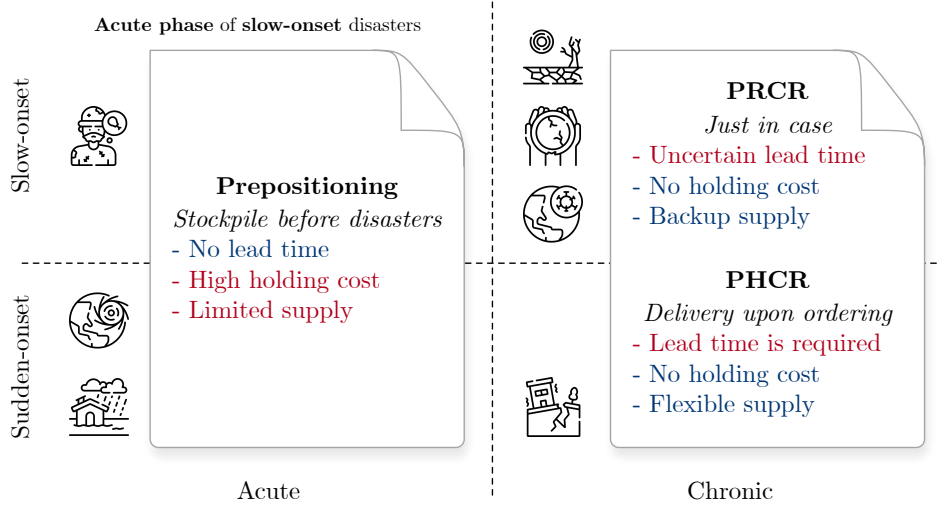 Acute phase of slow-onset disasters
Slow-onset
Sudden-onset
Prepositioning
Stockpile before disasters
- No lead time
- High holding cost
- Limited supply
PRCR
Just in case
- Uncertain lead time
- No holding cost
- Backup supply
PHCR
Delivery upon ordering
- Lead time is required
- No holding cost
- Flexible supply
Acute
Chronic